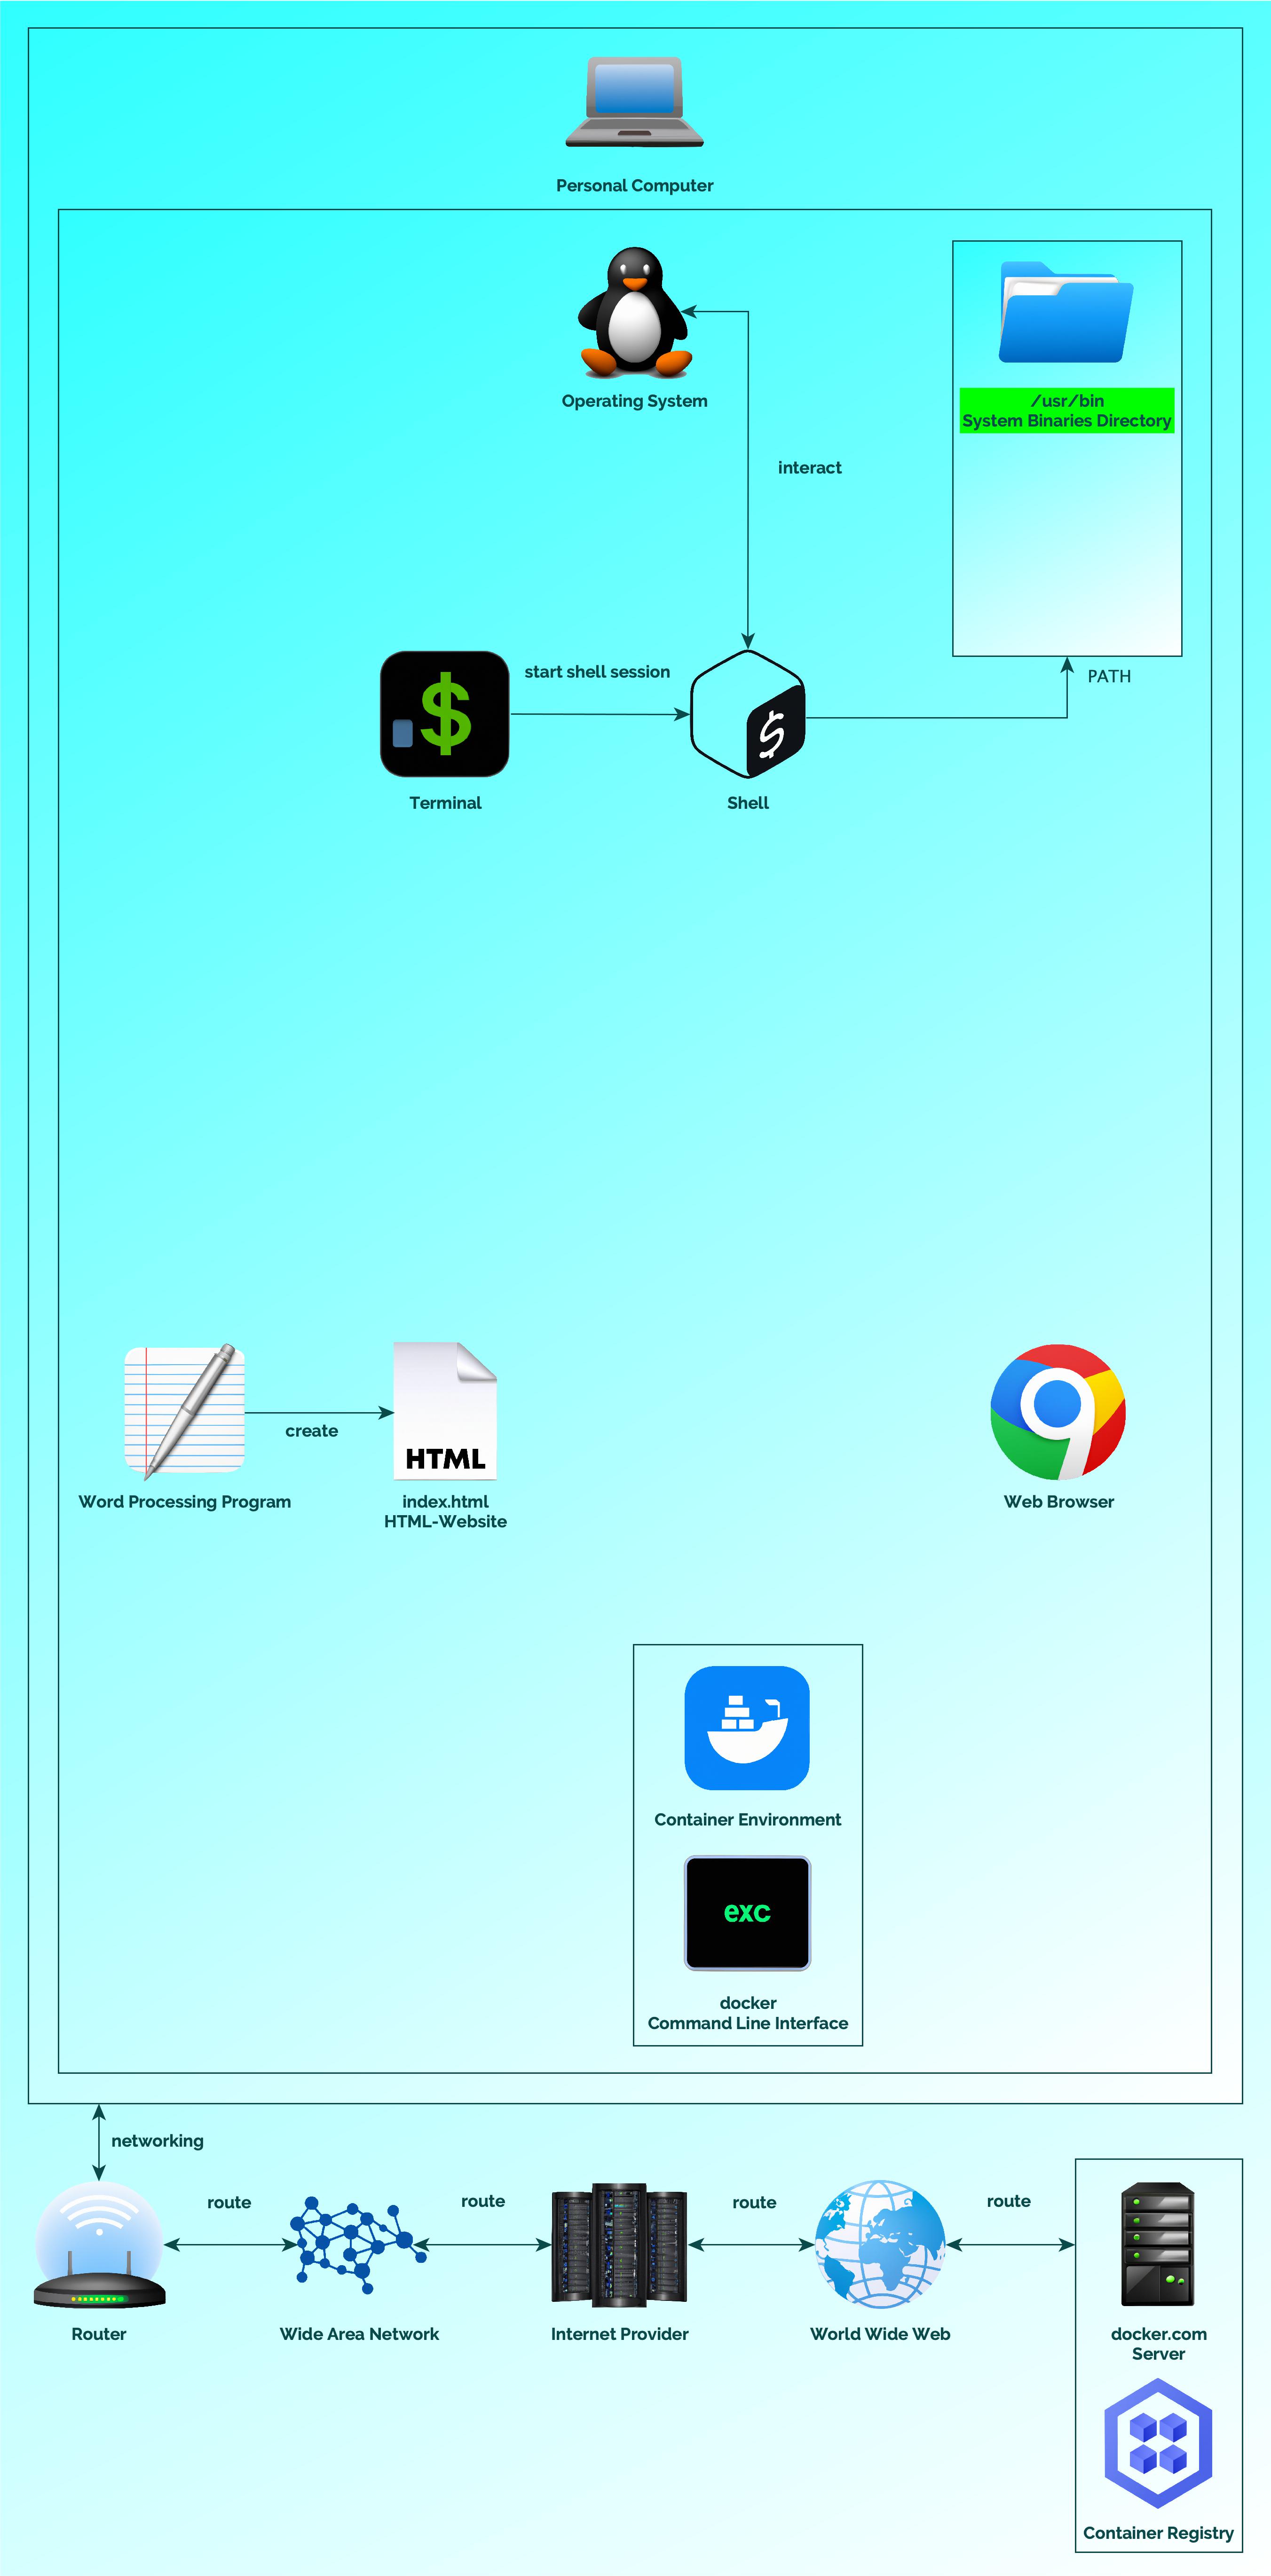 Personal Computer
Operating System
/usr/bin
System Binaries Directory
interact
start shell session
PATH
$
$
Terminal
Shell
create
HTML
Word Processing Program
index.html
HTML-Website
Web Browser
Container Environment
exc
docker
Command Line Interface
networking
route
route
route
route
Router
Wide Area Network
Internet Provider
World Wide Web
docker.com
Server
Container Registry